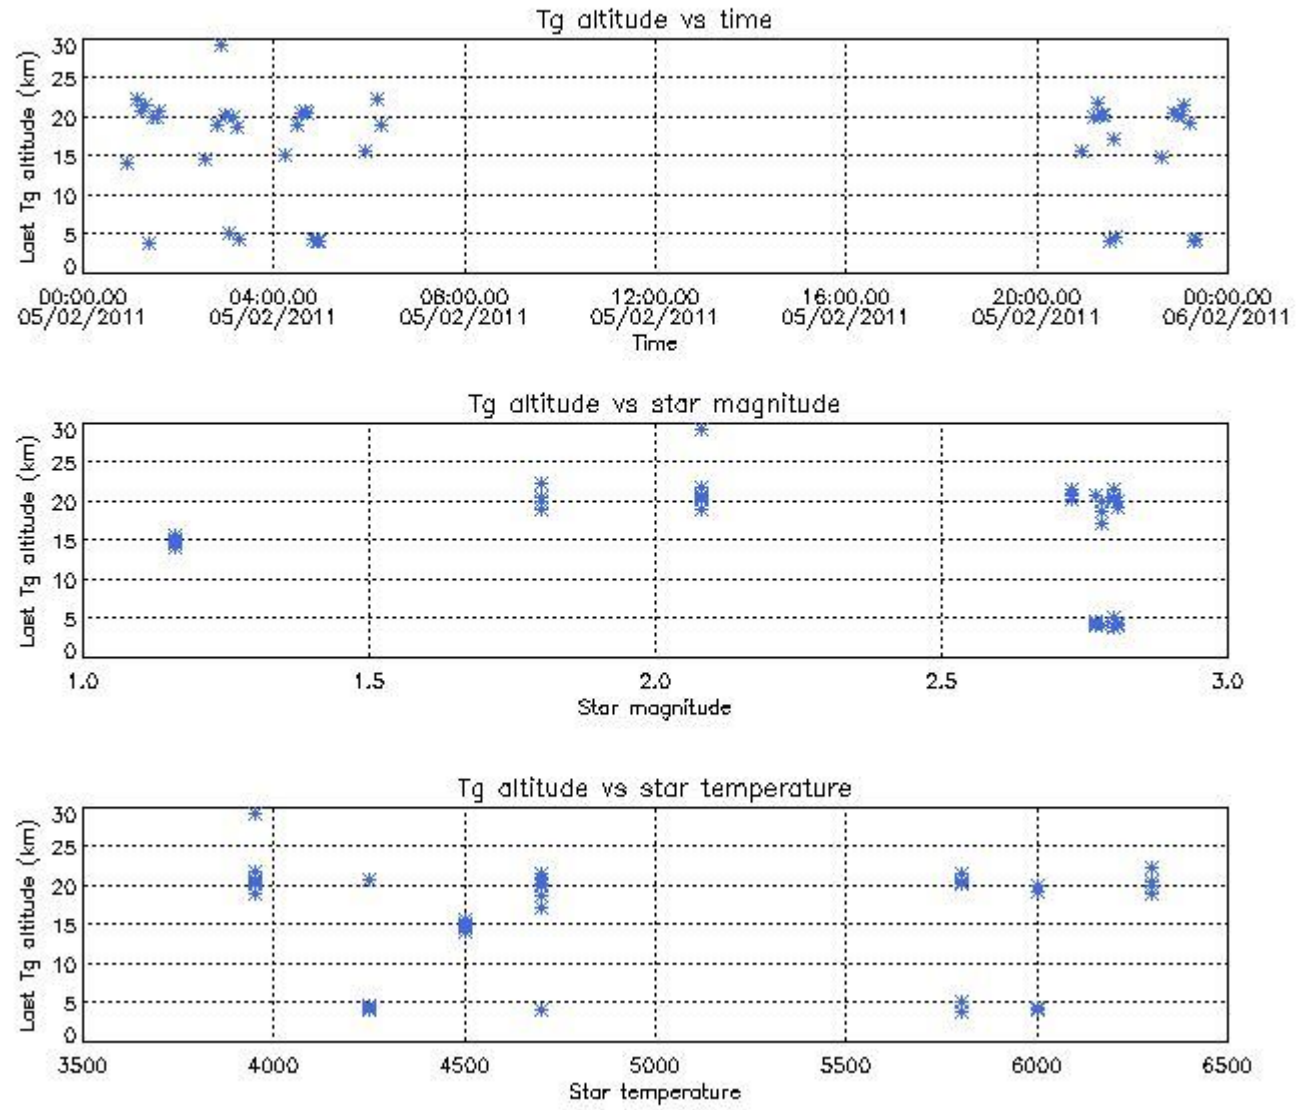 Tg altitude vs time
Last Tg altitude (km)
30
25
20
15
10
5
0
00:00.00 04:00.00 08:00.00 12:00.00 16:00.00 20:00.00 00:00.00
05/02/2011 05/02/2011 05/02/2011 05/02/2011 05/02/2011 05/02/2011 06/02/2011
Time
Tg altitude vs star magnitude
Last Tg altitude (km)
30
25
20
15
10
5
0
1.0 1.5 2.0 2.5 3.0
Star magnitude
Tg altitude vs star temperature
Last Tg altitude (km)
30
25
20
15
10
5
0
3500 4000 4500 5000 5500 6000 6500
Star temperature